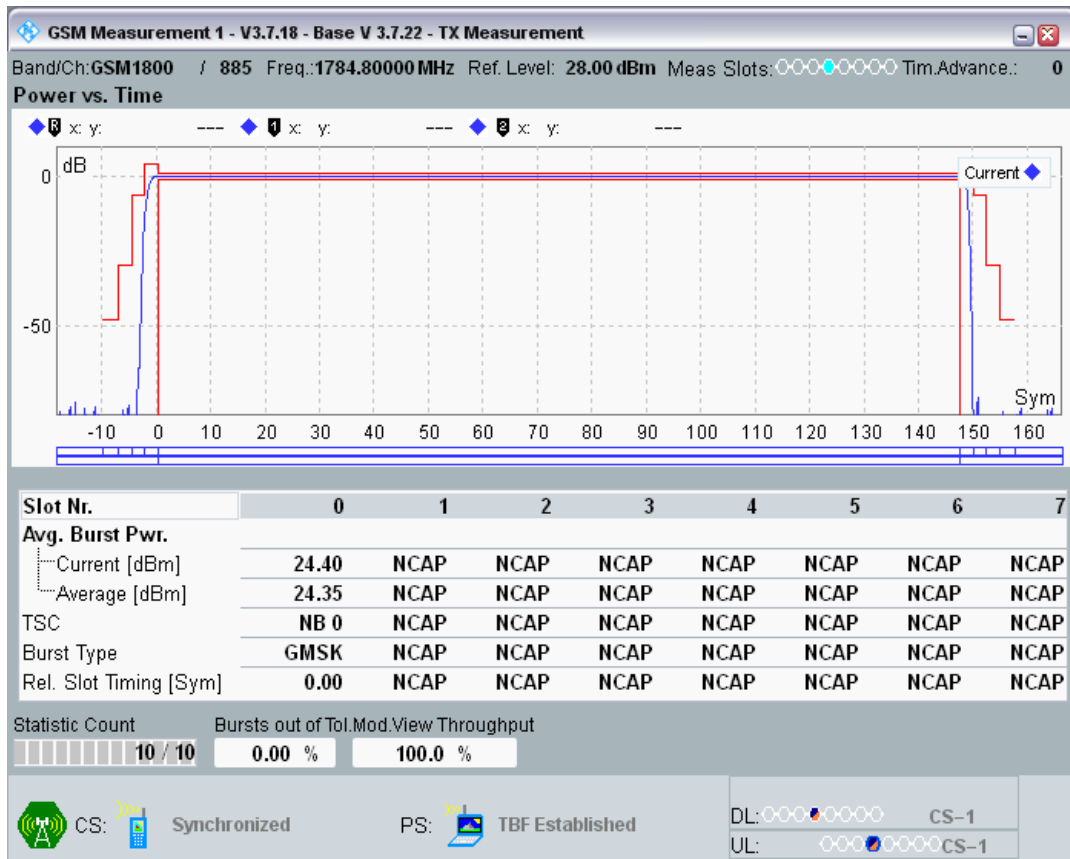 GSM Measurement 1 - V3.7.18 - Base V 3.7.22 - TX Measurement
Band/Ch:GSM1800 / 885 Freq.:1784.80000 MHz Ref. Level: 28.00 dBm Meas Slots: Tim.Advance.: 0
Power vs. Time
R x: y: --- 1 x: y: --- 2 x: y: ---
dB
Current
0
-50
Sym
-10 0 10 20 30 40 50 60 70 80 90 100 110 120 130 140 150 160
Slot Nr. 0 1 2 3 4 5 6 7
Avg. Burst Pwr.
Current [dBm] 24.40 NCAP NCAP NCAP NCAP NCAP NCAP NCAP
Average [dBm] 24.35 NCAP NCAP NCAP NCAP NCAP NCAP NCAP
TSC NB 0 NCAP NCAP NCAP NCAP NCAP NCAP NCAP
Burst Type GMSK NCAP NCAP NCAP NCAP NCAP NCAP NCAP
Rel. Slot Timing [Sym] 0.00 NCAP NCAP NCAP NCAP NCAP NCAP NCAP
Statistic Count Bursts out of Tol.Mod.View Throughput
10 / 10 0.00 % 100.0 %
CS: Synchronized PS: TBF Established
DL: CS-1
UL: CS-1